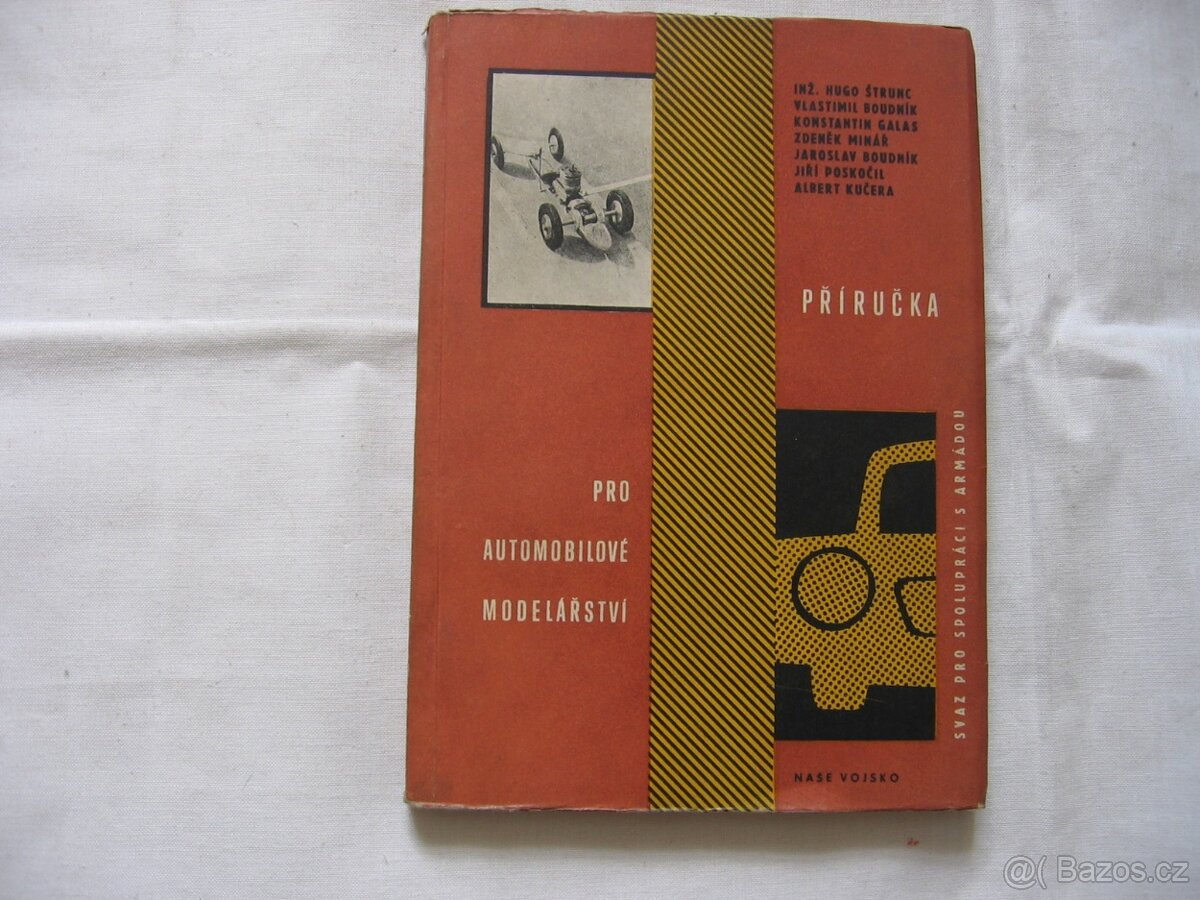 INŽ. HUGO ŠTRUNC
VLASTIMIL BOUDNÍK
KONSTANTIN GALAS
ZDENĚK MINÁŘ
JAROSLAV BOUDNÍK
JIŘÍ POSKOČIL
ALBERT KUČERA
PŘÍRUČKA
PRO
AUTOMOBILOVÉ
MODELÁŘSTVÍ
SVAZ PRO SPOLUPRÁCI S ARMÁDOU
NAŠE VOJSKO
@( Bazos.cz